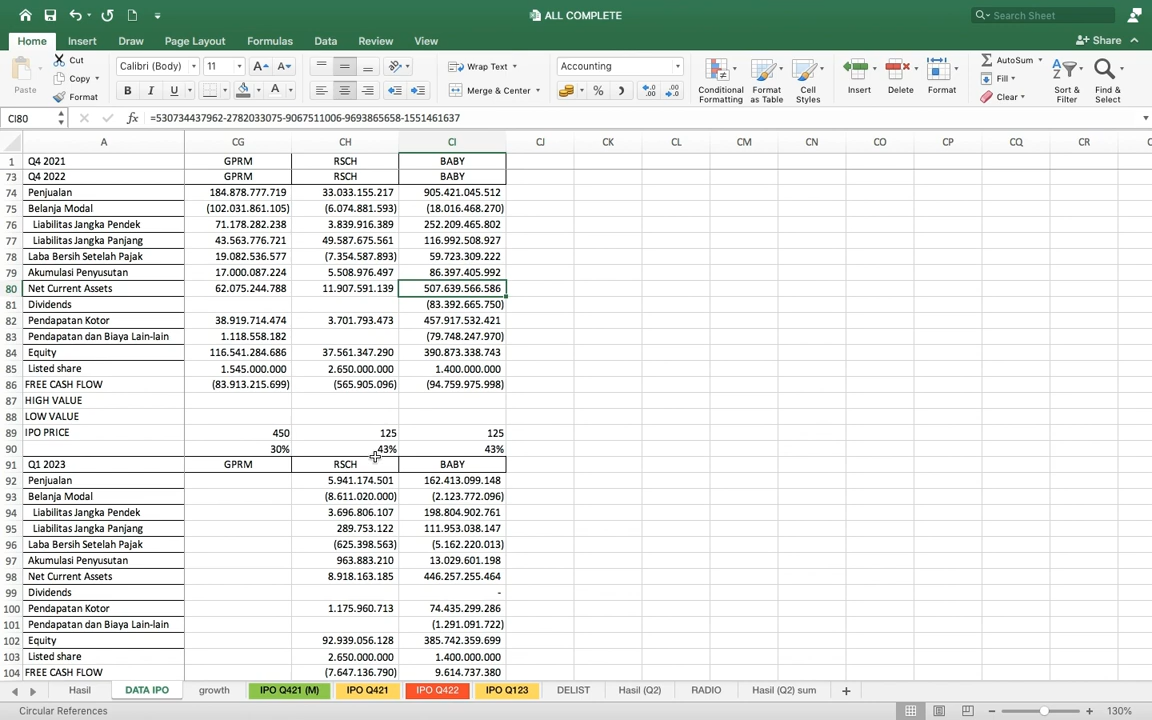 ALL COMPLETE
Search Sheet
Home Insert Draw Page Layout Formulas Data Review View
Share
Paste
Cut
Copy
Format
Calibri (Body) 11
B I U
Wrap Text
Merge & Center
Accounting
Conditional Formatting
Format as Table
Cell Styles
Insert
Delete
Format
AutoSum
Fill
Clear
Sort & Filter
Find & Select
CI80 fx =530734437962-2782033075-9067511006-9693865658-1551461637
A CG CH CI CJ CK CL CM CN CO CP CQ CR
1 Q4 2021 GPRM RSCH BABY
73 Q4 2022 GPRM RSCH BABY
74 Penjualan 184.878.777.719 33.033.155.217 905.421.045.512
75 Belanja Modal (102.031.861.105) (6.074.881.593) (18.016.468.270)
76 Liabilitas Jangka Pendek 71.178.282.238 3.839.916.389 252.209.465.802
77 Liabilitas Jangka Panjang 43.563.776.721 49.587.675.561 116.992.508.927
78 Laba Bersih Setelah Pajak 19.082.536.577 (7.354.587.893) 59.723.309.222
79 Akumulasi Penyusutan 17.000.087.224 5.508.976.497 86.397.405.992
80 Net Current Assets 62.075.244.788 11.907.591.139 507.639.566.586
81 Dividends (83.392.665.750)
82 Pendapatan Kotor 38.919.714.474 3.701.793.473 457.917.532.421
83 Pendapatan dan Biaya Lain-lain 1.118.558.182 (79.748.247.970)
84 Equity 116.541.284.686 37.561.347.290 390.873.338.743
85 Listed share 1.545.000.000 2.650.000.000 1.400.000.000
86 FREE CASH FLOW (83.913.215.699) (565.905.096) (94.759.975.998)
87 HIGH VALUE
88 LOW VALUE
89 IPO PRICE 450 125 125
90 30% 43% 43%
91 Q1 2023 GPRM RSCH BABY
92 Penjualan 5.941.174.501 162.413.099.148
93 Belanja Modal (8.611.020.000) (2.123.772.096)
94 Liabilitas Jangka Pendek 3.696.806.107 198.804.902.761
95 Liabilitas Jangka Panjang 289.753.122 111.953.038.147
96 Laba Bersih Setelah Pajak (625.398.563) (5.162.220.013)
97 Akumulasi Penyusutan 963.883.210 13.029.601.198
98 Net Current Assets 8.918.163.185 446.257.255.464
99 Dividends -
100 Pendapatan Kotor 1.175.960.713 74.435.299.286
101 Pendapatan dan Biaya Lain-lain (1.291.091.722)
102 Equity 92.939.056.128 385.742.359.699
103 Listed share 2.650.000.000 1.400.000.000
104 FREE CASH FLOW (7.647.136.790) 9.614.737.380
Hasil DATA IPO growth IPO Q421 (M) IPO Q421 IPO Q422 IPO Q123 DELIST Hasil (Q2) RADIO Hasil (Q2) sum
Circular References 130%